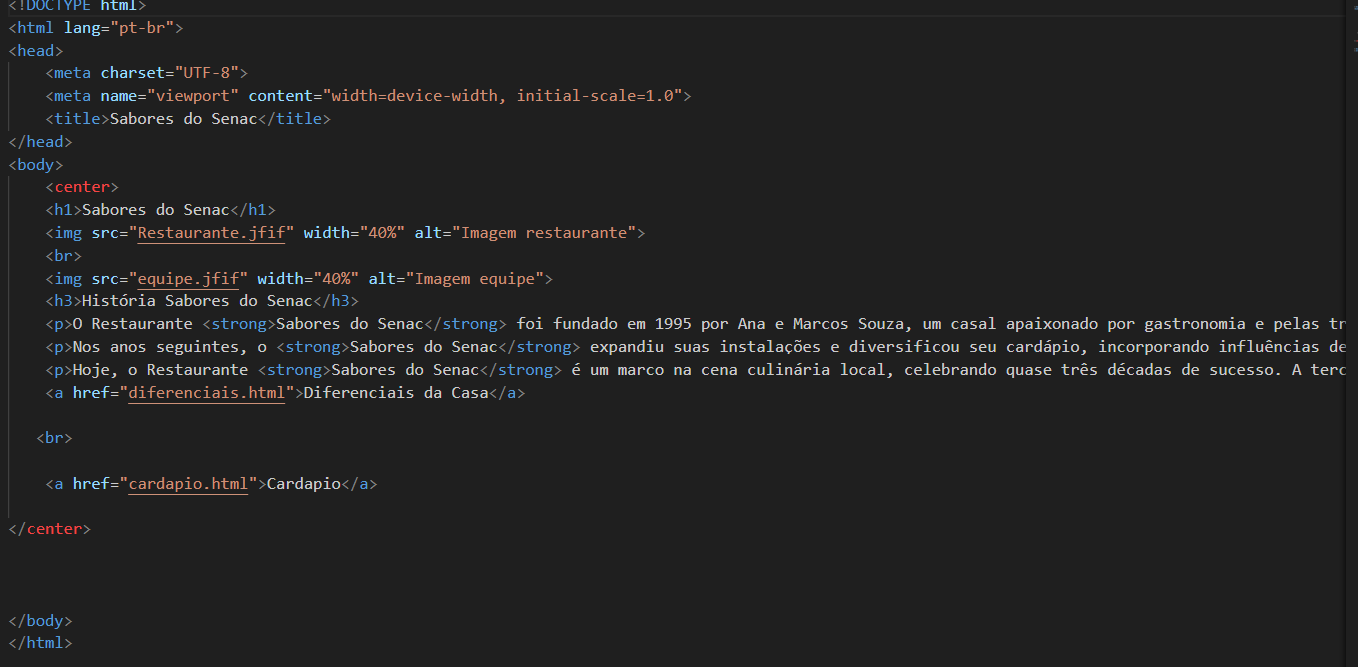 <!DOCTYPE html>
<html lang="pt-br">
<head>
    <meta charset="UTF-8">
    <meta name="viewport" content="width=device-width, initial-scale=1.0">
    <title>Sabores do Senac</title>
</head>
<body>
    <center>
    <h1>Sabores do Senac</h1>
    <img src="Restaurante.jfif" width="40%" alt="Imagem restaurante">
    <br>
    <img src="equipe.jfif" width="40%" alt="Imagem equipe">
    <h3>História Sabores do Senac</h3>
    <p>O Restaurante <strong>Sabores do Senac</strong> foi fundado em 1995 por Ana e Marcos Souza, um casal apaixonado por gastronomia e pelas tr
    <p>Nos anos seguintes, o <strong>Sabores do Senac</strong> expandiu suas instalações e diversificou seu cardápio, incorporando influências de
    <p>Hoje, o Restaurante <strong>Sabores do Senac</strong> é um marco na cena culinária local, celebrando quase três décadas de sucesso. A terc
    <a href="diferenciais.html">Diferenciais da Casa</a>
   <br>
    <a href="cardapio.html">Cardapio</a>
</center>
</body>
</html>